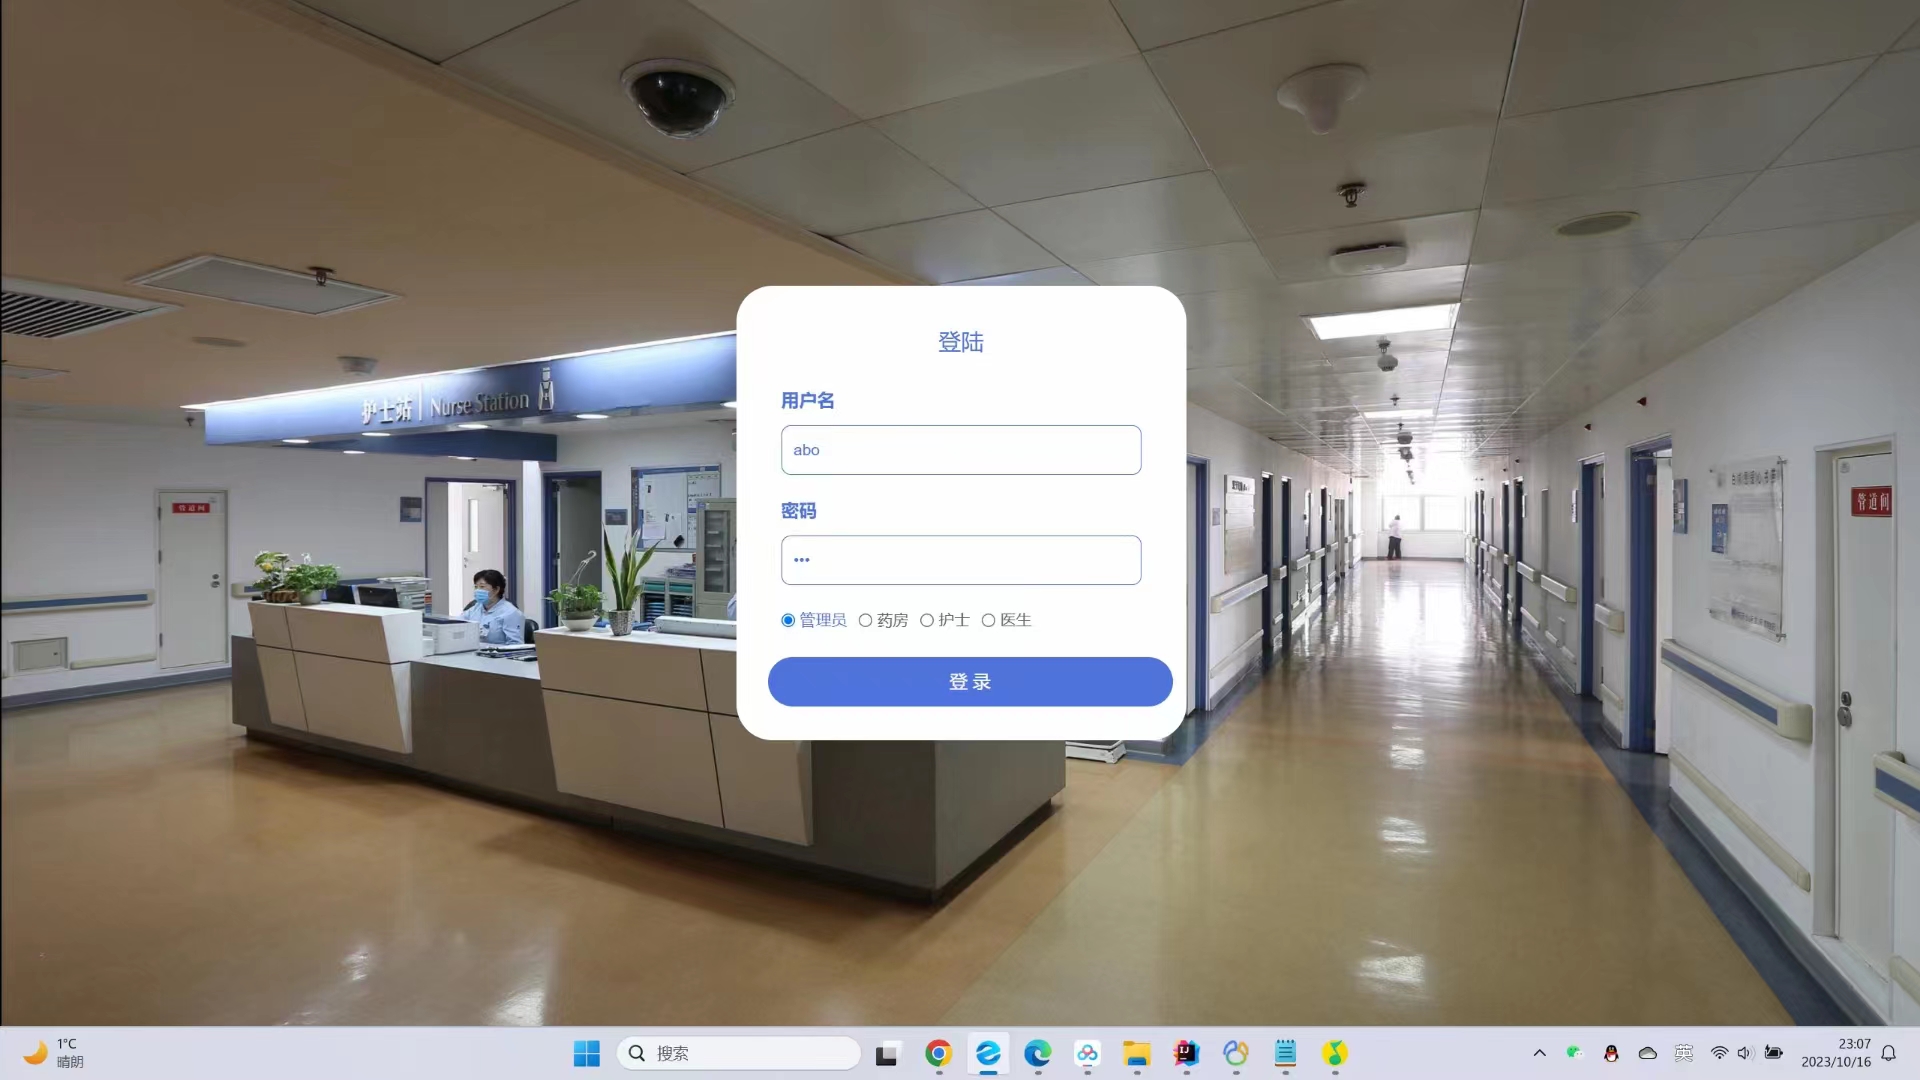 护士站 Nurse Station
管道间
管道间
登陆
用户名
abo
密码
•••
管理员 药房 护士 医生
登 录
1°C
晴朗
搜索
英
23:07
2023/10/16